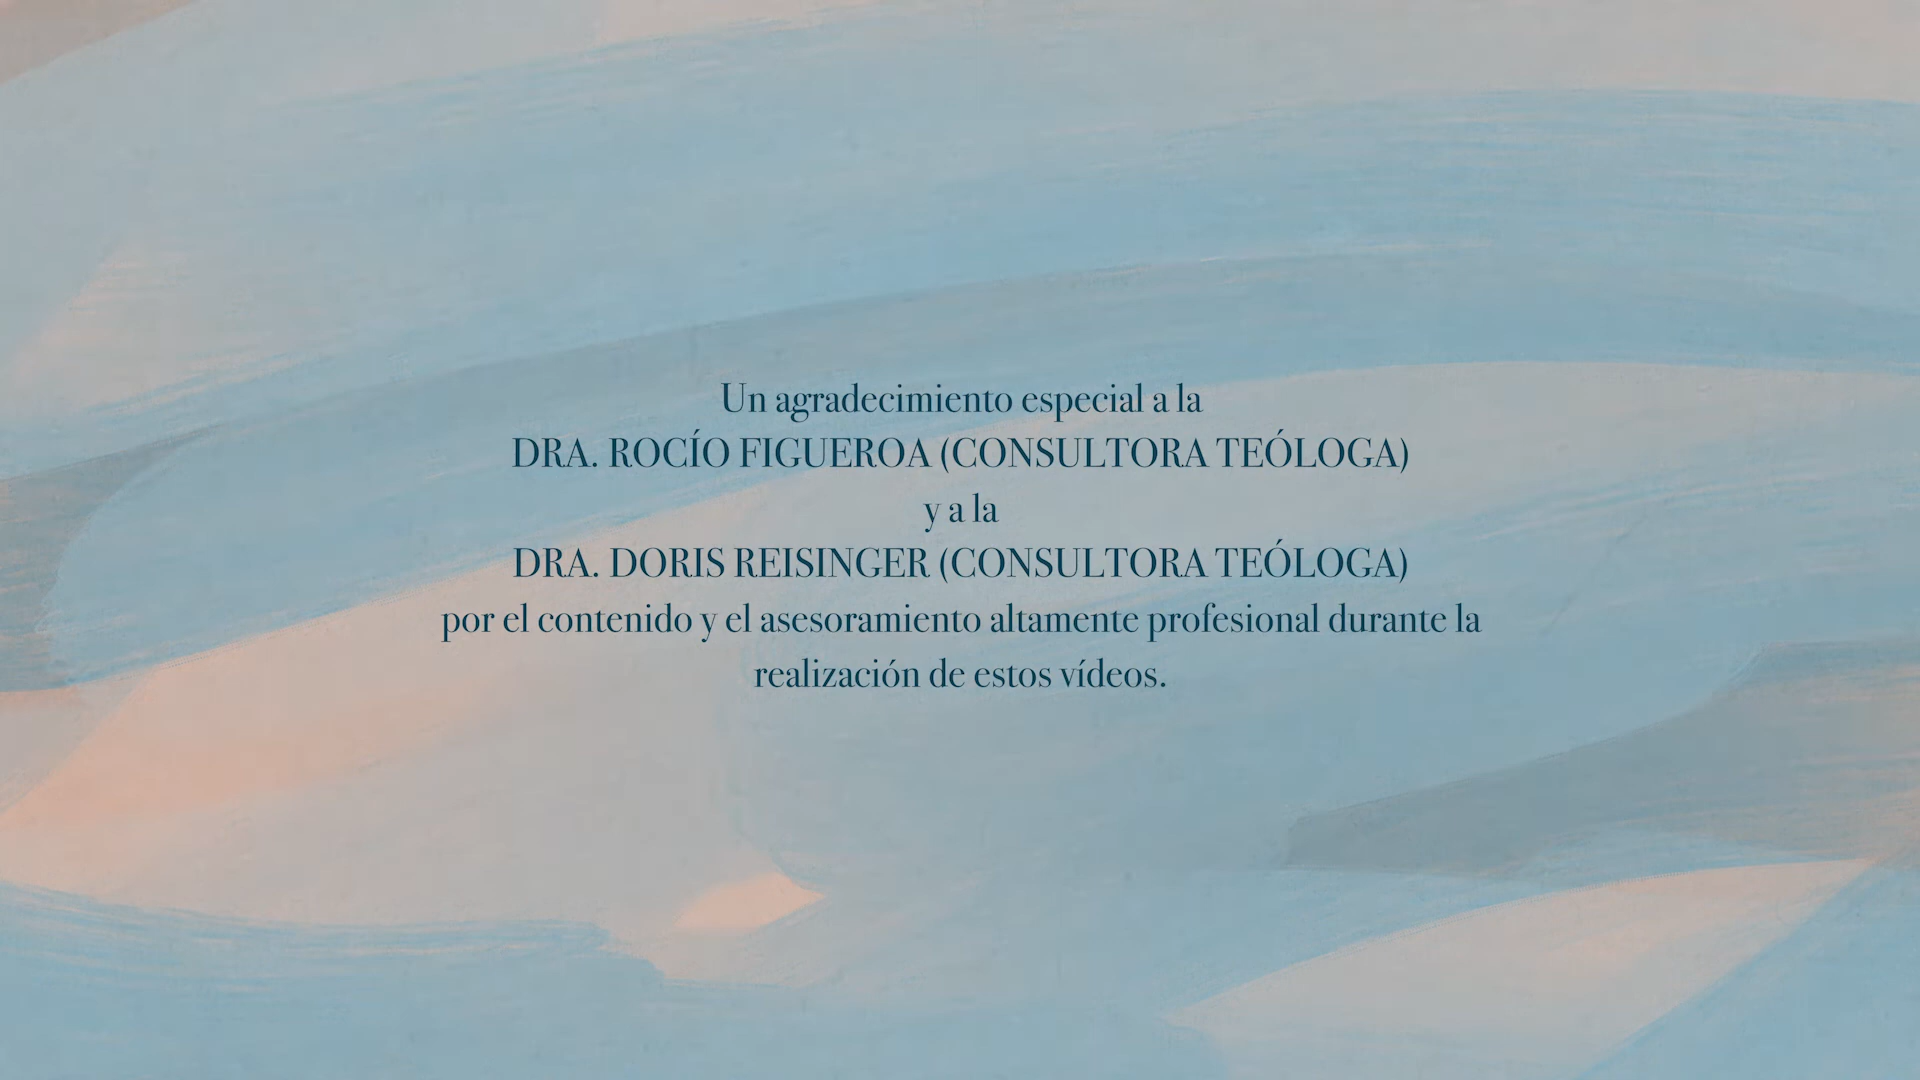 Un agradecimiento especial a la
DRA. ROCÍO FIGUEROA (CONSULTORA TEÓLOGA)
y a la
DRA. DORIS REISINGER (CONSULTORA TEÓLOGA)
por el contenido y el asesoramiento altamente profesional durante la
realización de estos vídeos.